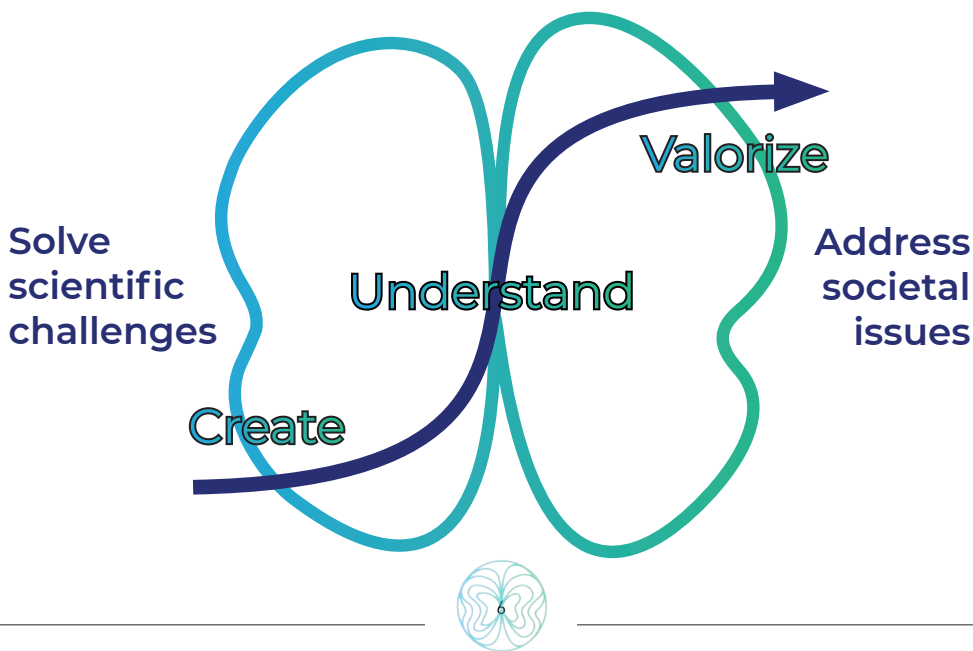 Valorize
Solve
scientific
challenges
Address
societal
issues
Understand
Create
6